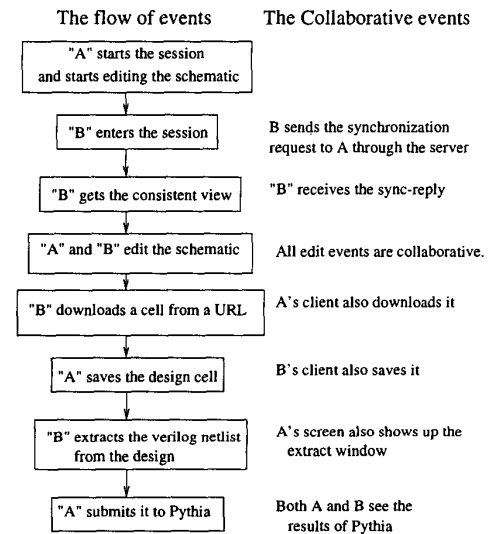 The flow of events
The Collaborative events
"A" starts the session
and starts editing the schematic
"B" enters the session
B sends the synchronization
request to A through the server
"B" gets the consistent view
"B" receives the sync-reply
"A" and "B" edit the schematic
All edit events are collaborative.
"B" downloads a cell from a URL
A's client also downloads it
"A" saves the design cell
B's client also saves it
"B" extracts the verilog netlist
from the design
A's screen also shows up the
extract window
"A" submits it to Pythia
Both A and B see the
results of Pythia